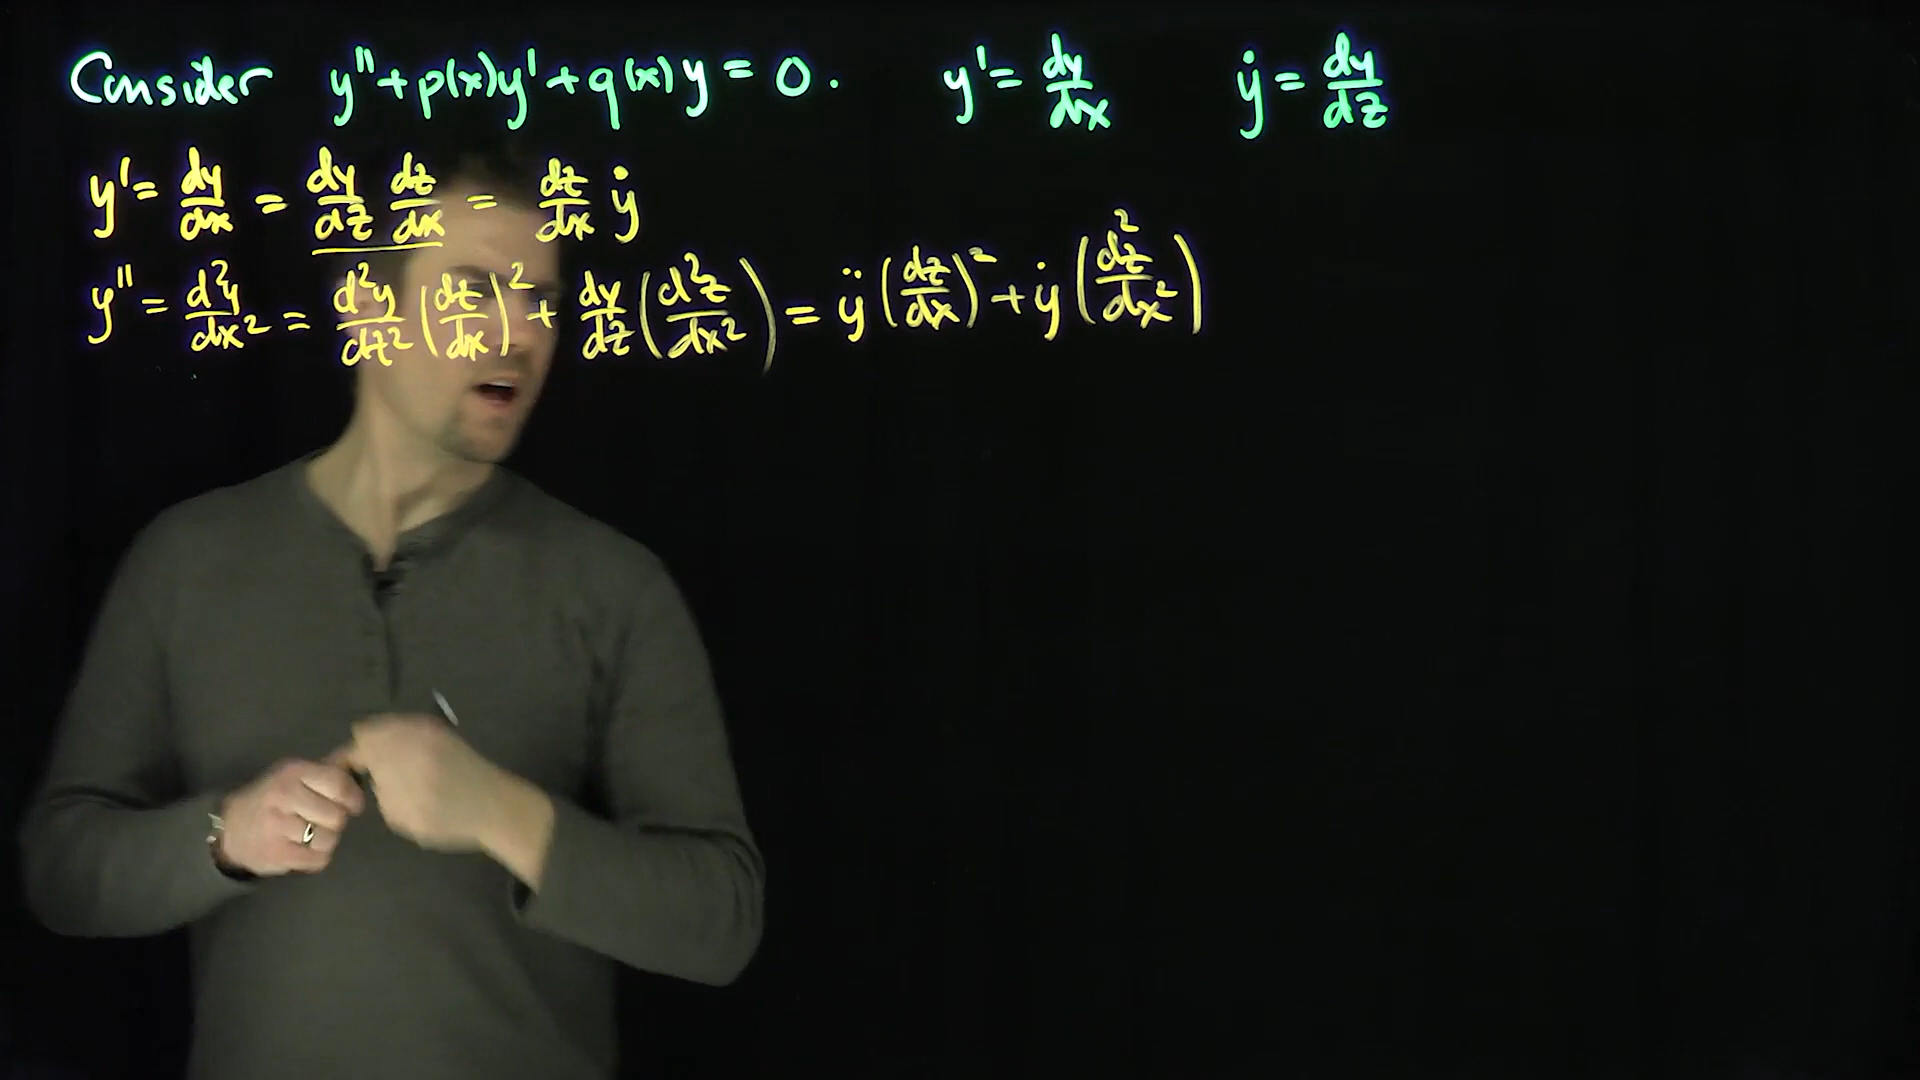 Consider y'' + p(x)y' + q(x)y = 0. y' = dy/dx ẏ = dy/dz
y' = dy/dx = dy/dz dz/dx = dz/dx ẏ
y'' = d²y/dx² = d²y/dz² (dz/dx)² + dy/dz (d²z/dx²) = ÿ (dz/dx)² + ẏ (d²z/dx²)